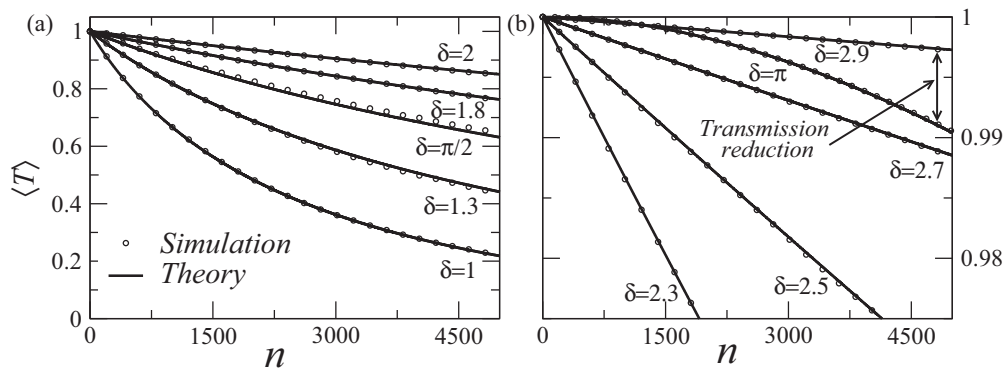 (a)
1
0.8
0.6
0.4
0.2
0
⟨T⟩
δ=2
δ=1.8
δ=π/2
δ=1.3
δ=1
Simulation
Theory
0
1500
3000
4500
n
(b)
1
0.99
0.98
δ=2.9
δ=π
Transmission
reduction
δ=2.7
δ=2.5
δ=2.3
0
1500
3000
4500
n